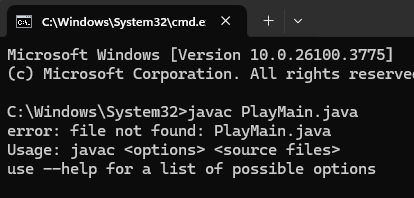 C:\Windows\System32\cmd.e
Microsoft Windows [Version 10.0.26100.3775]
(c) Microsoft Corporation. All rights reserve
C:\Windows\System32>javac PlayMain.java
error: file not found: PlayMain.java
Usage: javac <options> <source files>
use --help for a list of possible options